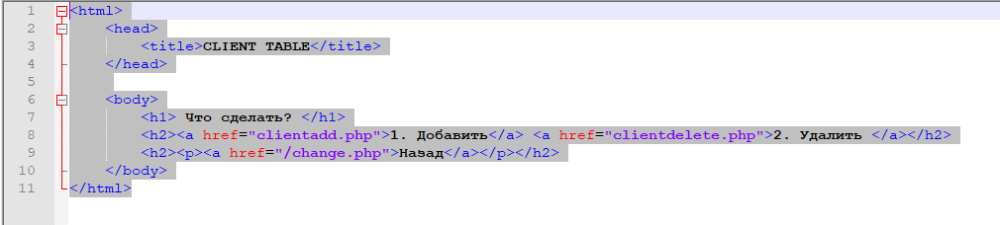 1 <html>
2 <head>
3 <title>CLIENT TABLE</title>
4 </head>
5
6 <body>
7 <h1> Что сделать? </h1>
8 <h2><a href="clientadd.php">1. Добавить</a> <a href="clientdelete.php">2. Удалить </a></h2>
9 <h2><p><a href="/change.php">Назад</a></p></h2>
10 </body>
11 </html>